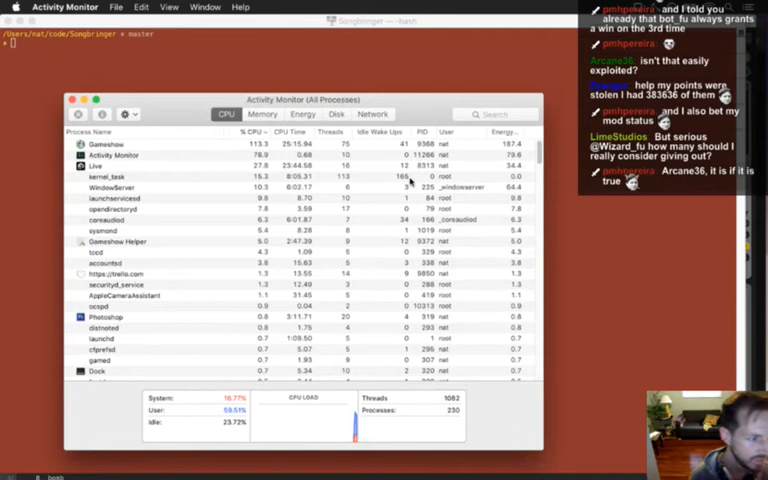 Activity Monitor File Edit View Window Help
Songbringer — -bash
/Users/nat/code/Songbringer × master
Activity Monitor (All Processes)
CPU Memory Energy Disk Network Search
Process Name % CPU CPU Time Threads Idle Wake Ups PID User Energy...
Gameshow 113.3 25:15.94 75 41 9368 nat 187.4
Activity Monitor 78.9 0.68 10 0 11266 nat 79.6
Live 27.8 23:44.58 16 12 8313 nat 34.4
kernel_task 15.3 8:05.31 113 165 0 root 0.0
WindowServer 10.3 6:02.17 6 3 225 _windowserver 64.4
launchservicesd 9.8 8.70 10 1 84 root 9.8
opendirectoryd 7.8 3.59 17 0 79 root 7.8
coreaudiod 6.3 6:01.87 7 34 166 _coreaudiod 6.3
sysmond 5.4 8.28 8 1 1019 root 5.4
Gameshow Helper 5.0 2:47.39 9 12 9372 nat 5.0
tccd 4.3 1.09 5 0 329 nat 4.3
accountsd 3.8 15.63 5 3 338 nat 3.8
https://trello.com 1.3 13.55 14 9 9850 nat 1.3
securityd_service 1.3 12.49 3 0 288 root 1.3
AppleCameraAssistant 1.1 31.45 5 0 419 root 1.1
ocspd 0.9 0.04 2 0 10313 root 0.9
Photoshop 0.8 3:11.71 20 4 319 nat 0.8
distnoted 0.8 1.75 4 0 293 nat 0.8
launchd 0.7 1:09.50 4 0 1 root 0.7
cfprefsd 0.7 5.07 5 1 295 nat 0.7
gamed 0.7 1.93 9 0 307 nat 0.7
Dock 0.7 5.34 10 2 320 nat 0.7
System: 16.77% CPU LOAD Threads 1082
User: 59.51% Processes: 230
Idle: 23.72%
pmhpereira: and I told you
already that bot_fu always grants
a win on the 3rd time
pmhpereira:
Arcane36: isn't that easily
exploited?
help my points were
stolen I had 383636 of them
pmhpereira: and I also bet my
mod status
LimeStudios: But serious
@Wizard_fu how many should I
really consider giving out?
pmhpereira: Arcane36, it is if it is
true
bomb